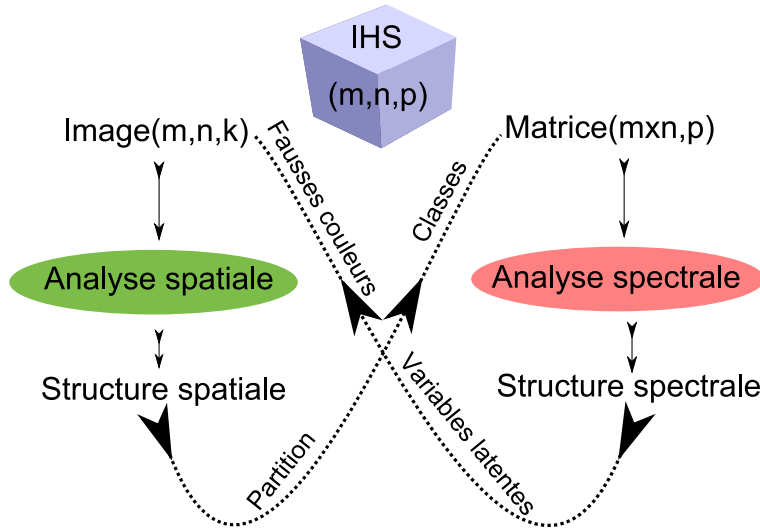 IHS
(m,n,p)
Image(m,n,k)
Matrice(mxn,p)
Fausses couleurs
Classes
Analyse spatiale
Analyse spectrale
Structure spatiale
Structure spectrale
Partition
Variables latentes